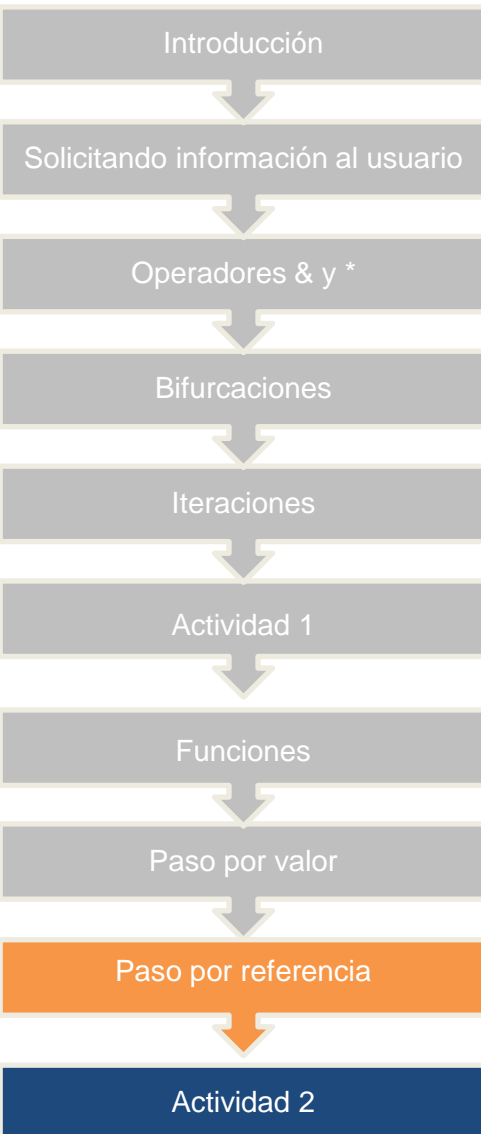 Introducción
Solicitando información al usuario
Operadores & y *
Bifurcaciones
Iteraciones
Actividad 1
Funciones
Paso por valor
Paso por referencia
Actividad 2